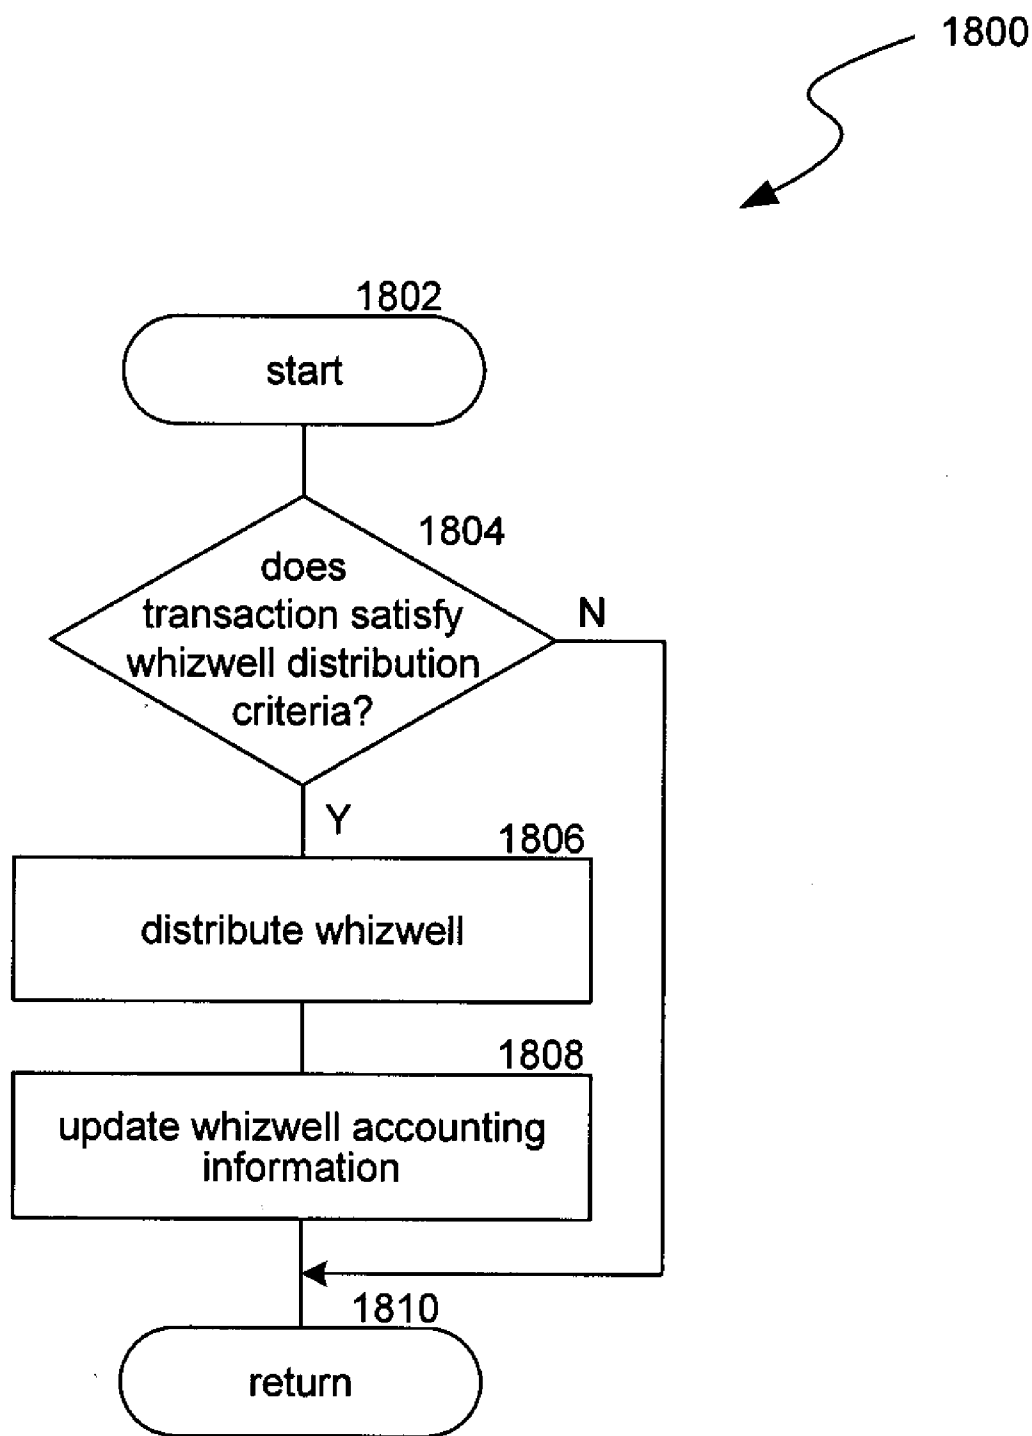 1800
1802
start
1804
does
transaction satisfy
whizwell distribution
criteria?
N
Y
1806
distribute whizwell
1808
update whizwell accounting
information
1810
return